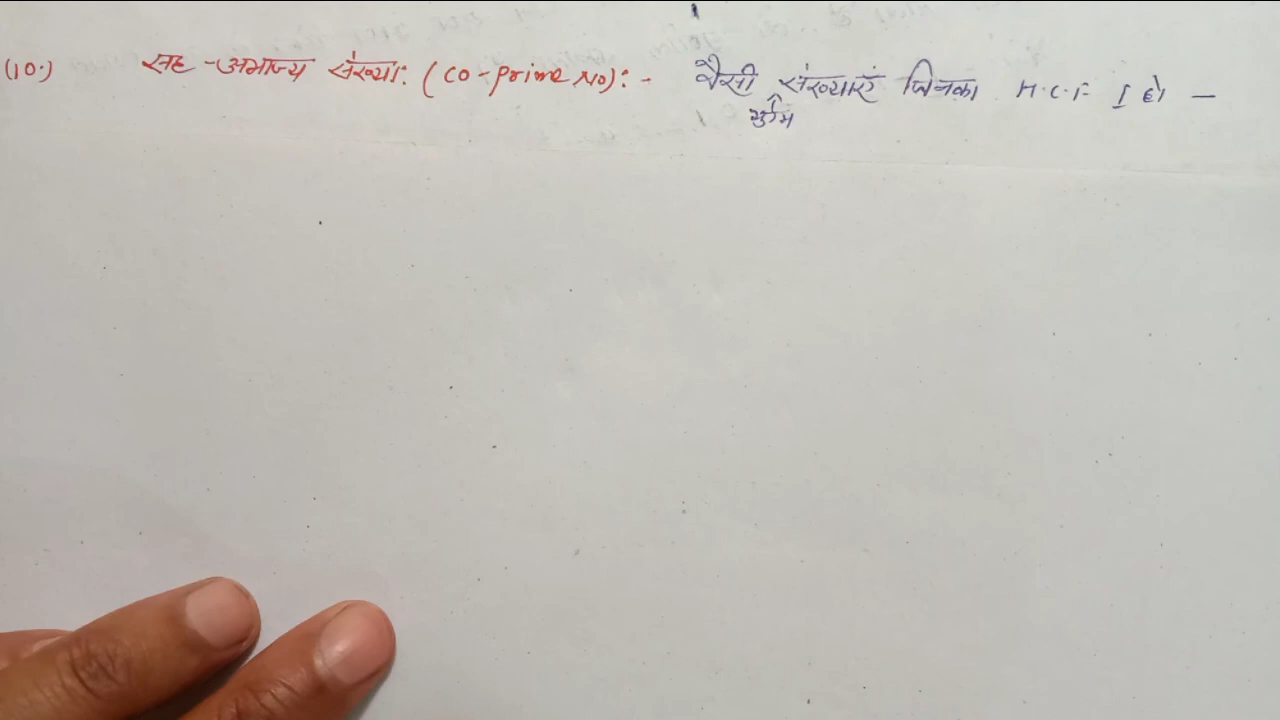 (10.) सह-अभाज्य संख्या: (Co-prime No):- वैसी संख्याएं जिनका H.C.F 1 हो —
युग्म